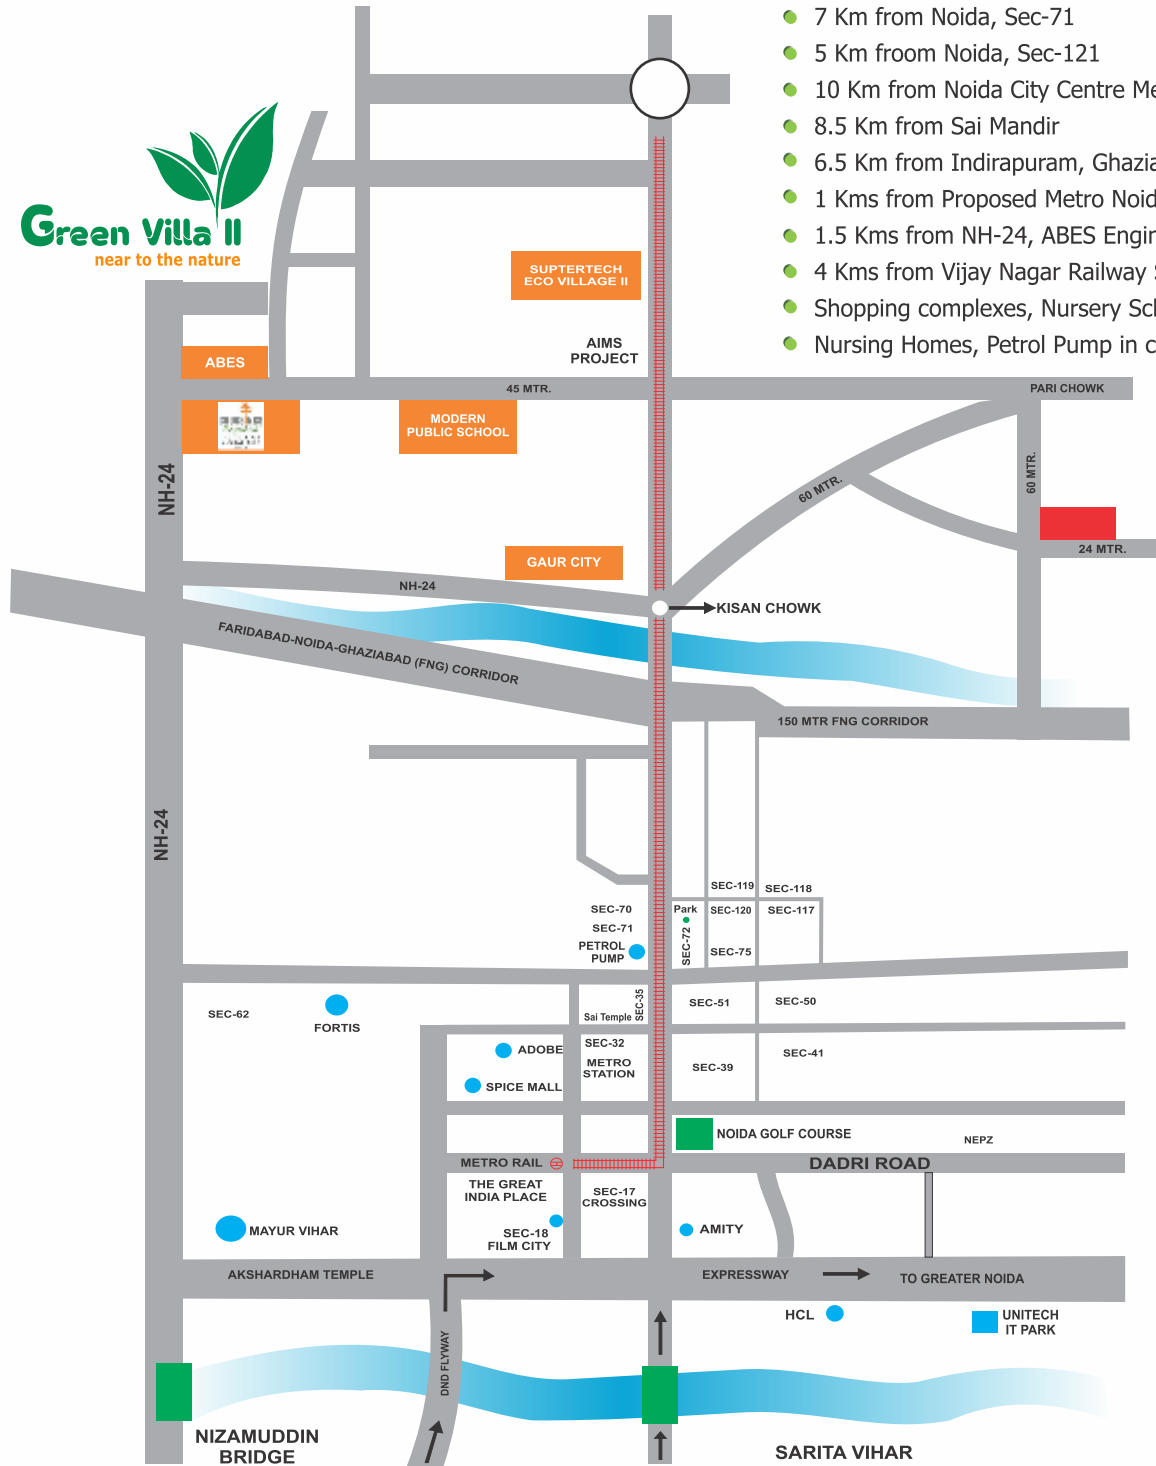 7 Km from Noida, Sec-71
5 Km froom Noida, Sec-121
10 Km from Noida City Centre Me
8.5 Km from Sai Mandir
6.5 Km from Indirapuram, Ghazia
1 Kms from Proposed Metro Noid
1.5 Kms from NH-24, ABES Engin
4 Kms from Vijay Nagar Railway S
Shopping complexes, Nursery Sch
Nursing Homes, Petrol Pump in c
Green Villa II
near to the nature
SUPTERTECH
ECO VILLAGE II
AIMS
PROJECT
ABES
45 MTR.
PARI CHOWK
MODERN
PUBLIC SCHOOL
NH-24
60 MTR.
60 MTR.
24 MTR.
GAUR CITY
NH-24
KISAN CHOWK
FARIDABAD-NOIDA-GHAZIABAD (FNG) CORRIDOR
150 MTR FNG CORRIDOR
NH-24
SEC-119
SEC-118
SEC-70
Park
SEC-120
SEC-117
SEC-71
SEC-72
PETROL
PUMP
SEC-75
SEC-62
FORTIS
SEC-35
Sai Temple
SEC-51
SEC-50
ADOBE
SEC-32
METRO
STATION
SEC-41
SEC-39
SPICE MALL
NOIDA GOLF COURSE
NEPZ
METRO RAIL
DADRI ROAD
THE GREAT
INDIA PLACE
SEC-17
CROSSING
MAYUR VIHAR
SEC-18
FILM CITY
AMITY
AKSHARDHAM TEMPLE
EXPRESSWAY
TO GREATER NOIDA
HCL
UNITECH
IT PARK
DND FLYWAY
NIZAMUDDIN
BRIDGE
SARITA VIHAR